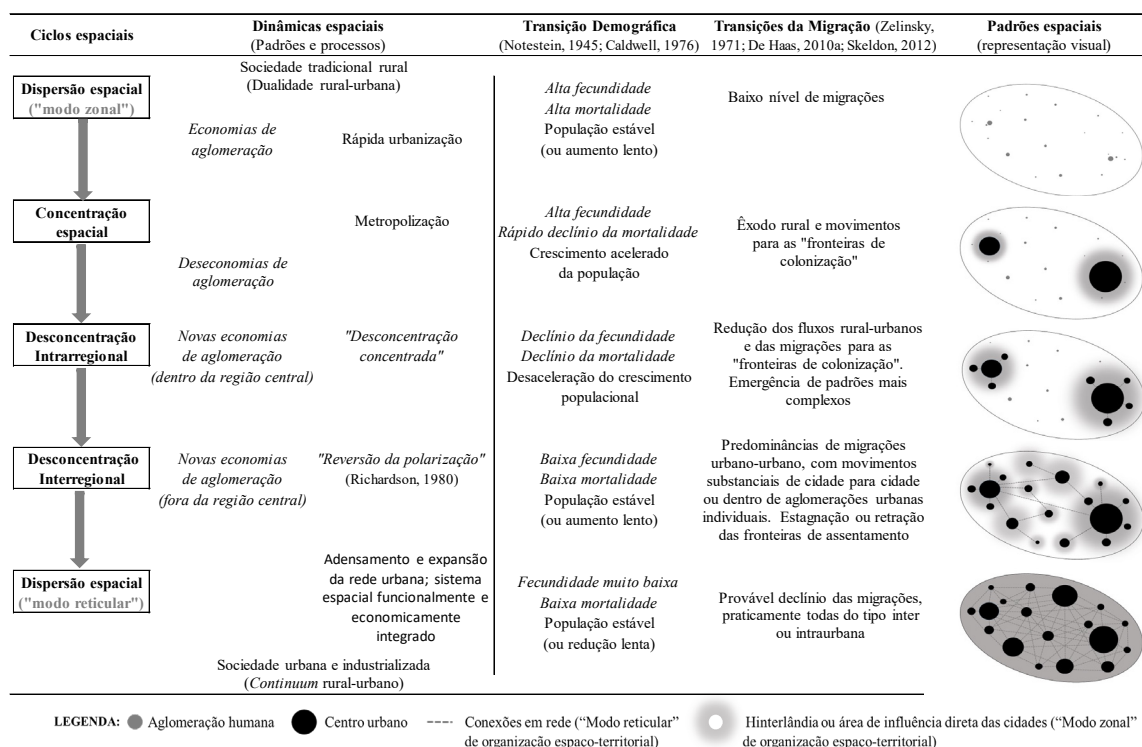 Ciclos espaciais
Dinâmicas espaciais
(Padrões e processos)
Transição Demográfica
(Notestein, 1945; Caldwell, 1976)
Transições da Migração (Zelinsky,
1971; De Haas, 2010a; Skeldon, 2012)
Padrões espaciais
(representação visual)
Sociedade tradicional rural
(Dualidade rural-urbana)
Dispersão espacial
("modo zonal")
Economias de
aglomeração
Rápida urbanização
Alta fecundidade
Alta mortalidade
População estável
(ou aumento lento)
Baixo nível de migrações
Concentração
espacial
Deseconomias de
aglomeração
Metropolização
Alta fecundidade
Rápido declínio da mortalidade
Crescimento acelerado
da população
Êxodo rural e movimentos
para as "fronteiras de
colonização"
Desconcentração
Intrarregional
Novas economias
de aglomeração
(dentro da região central)
"Desconcentração
concentrada"
Declínio da fecundidade
Declínio da mortalidade
Desaceleração do crescimento
populacional
Redução dos fluxos rural-urbanos
e das migrações para as
"fronteiras de colonização".
Emergência de padrões mais
complexos
Desconcentração
Interregional
Novas economias
de aglomeração
(fora da região central)
"Reversão da polarização"
(Richardson, 1980)
Baixa fecundidade
Baixa mortalidade
População estável
(ou aumento lento)
Predominâncias de migrações
urbano-urbano, com movimentos
substanciais de cidade para cidade
ou dentro de aglomerações urbanas
individuais. Estagnação ou retração
das fronteiras de assentamento
Dispersão espacial
("modo reticular")
Adensamento e expansão
da rede urbana; sistema
espacial funcionalmente e
economicamente
integrado
Fecundidade muito baixa
Baixa mortalidade
População estável
(ou redução lenta)
Provável declínio das migrações,
praticamente todas do tipo inter
ou intraurbana
Sociedade urbana e industrializada
(Continuum rural-urbano)
LEGENDA:
Aglomeração humana
Centro urbano
Conexões em rede (“Modo reticular”
de organização espaço-territorial)
Hinterlândia ou área de influência direta das cidades (“Modo zonal”
de organização espaço-territorial)